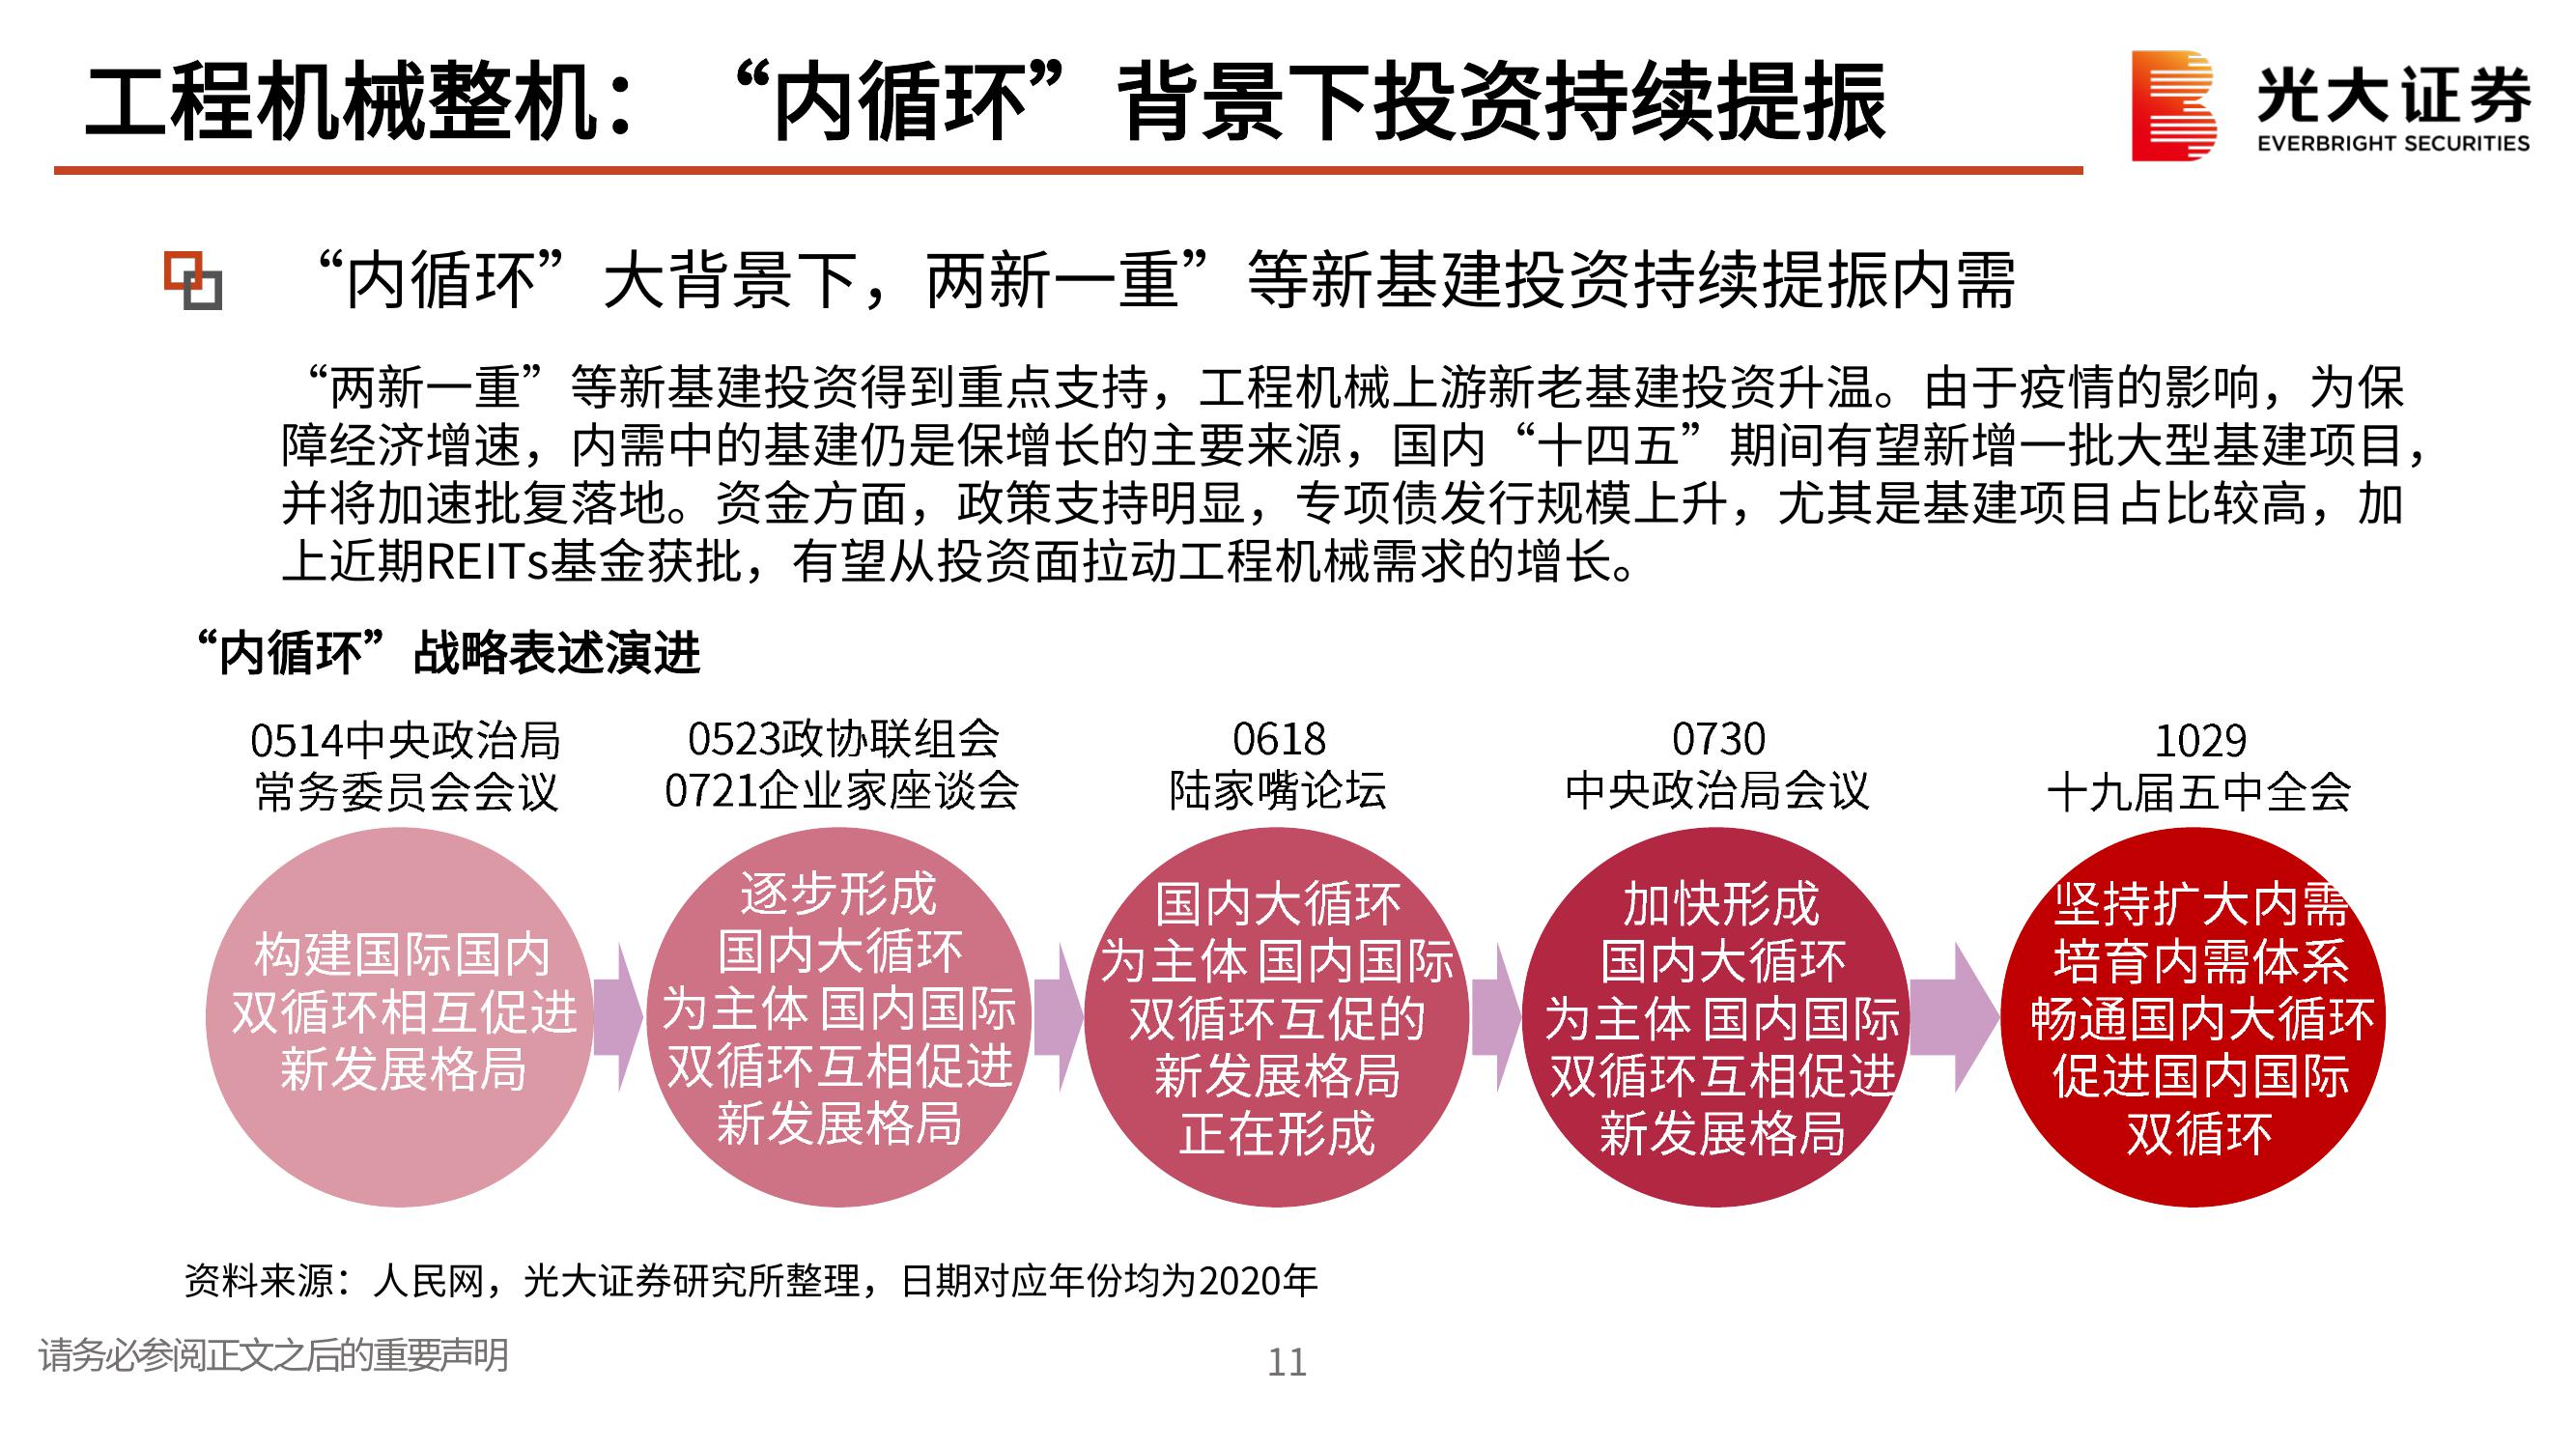 工程机械整机：“内循环”背景下投资持续提振
光大证券
EVERBRIGHT SECURITIES
“内循环”大背景下，两新一重”等新基建投资持续提振内需
“两新一重”等新基建投资得到重点支持，工程机械上游新老基建投资升温。由于疫情的影响，为保
障经济增速，内需中的基建仍是保增长的主要来源，国内“十四五”期间有望新增一批大型基建项目，
并将加速批复落地。资金方面，政策支持明显，专项债发行规模上升，尤其是基建项目占比较高，加
上近期REITs基金获批，有望从投资面拉动工程机械需求的增长。
“内循环”战略表述演进
0514中央政治局
常务委员会会议
构建国际国内
双循环相互促进
新发展格局
0523政协联组会
0721企业家座谈会
逐步形成
国内大循环
为主体 国内国际
双循环互相促进
新发展格局
0618
陆家嘴论坛
国内大循环
为主体 国内国际
双循环互促的
新发展格局
正在形成
0730
中央政治局会议
加快形成
国内大循环
为主体 国内国际
双循环互相促进
新发展格局
1029
十九届五中全会
坚持扩大内需
培育内需体系
畅通国内大循环
促进国内国际
双循环
资料来源：人民网，光大证券研究所整理，日期对应年份均为2020年
请务必参阅正文之后的重要声明
11